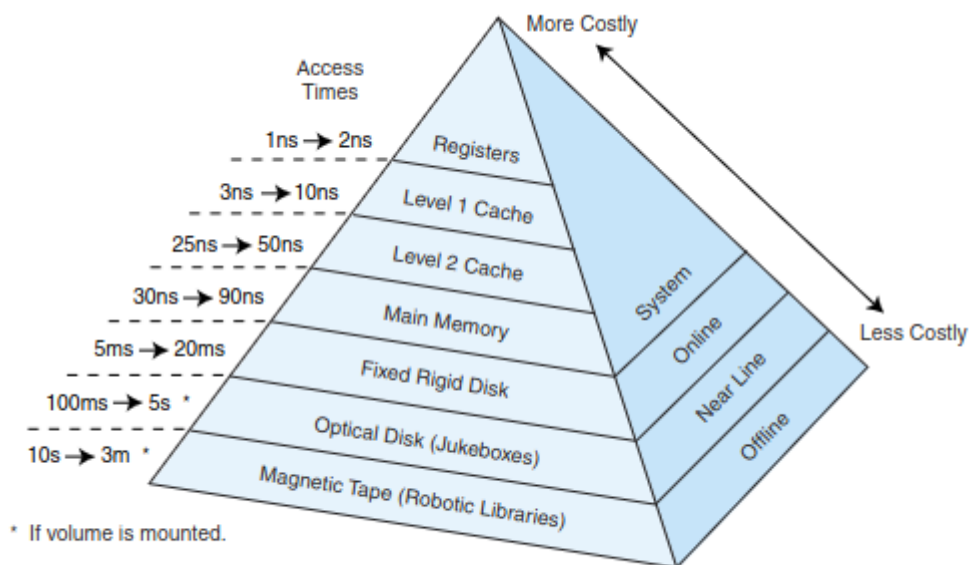 More Costly
Access
Times
1ns → 2ns
Registers
3ns → 10ns
Level 1 Cache
25ns → 50ns
Level 2 Cache
System
30ns → 90ns
Main Memory
Online
Less Costly
5ms → 20ms
Fixed Rigid Disk
Near Line
100ms → 5s *
Optical Disk (Jukeboxes)
Offline
10s → 3m *
Magnetic Tape (Robotic Libraries)
* If volume is mounted.